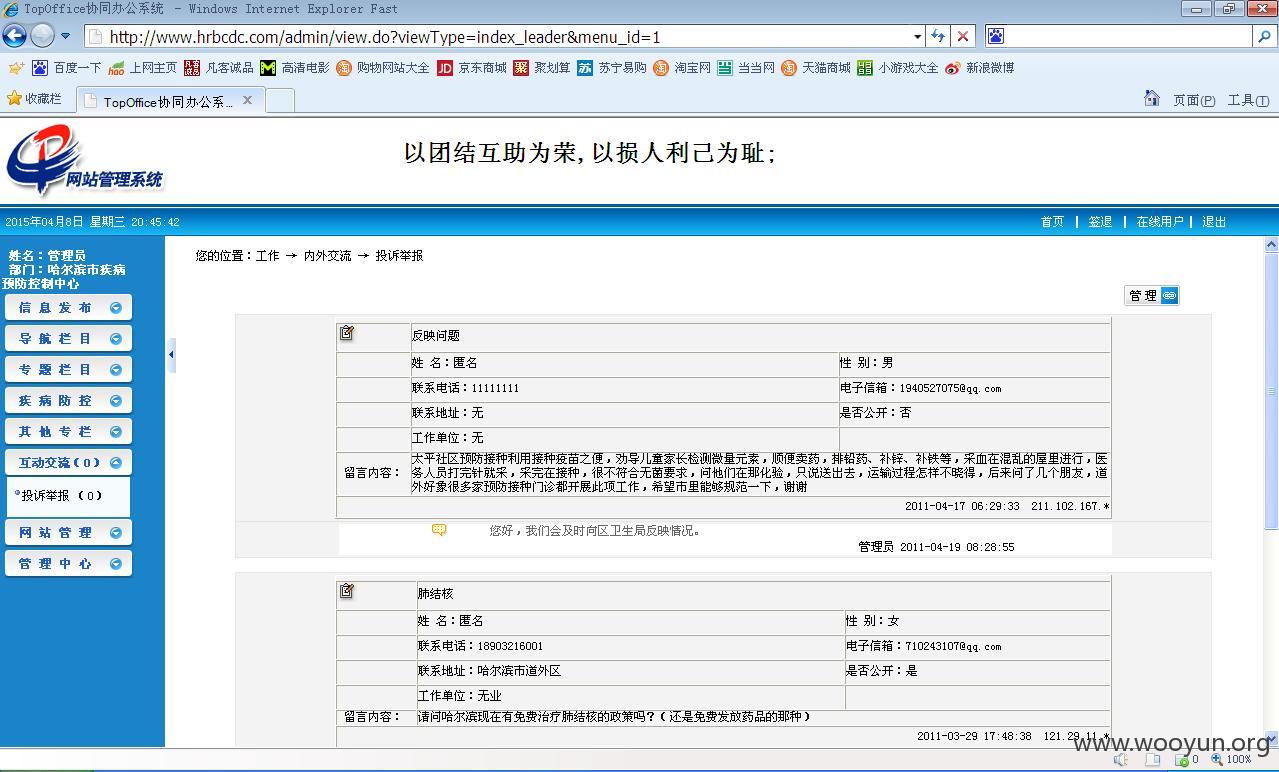 TopOffice协同办公系统 - Windows Internet Explorer Fast
http://www.hrbcdc.com/admin/view.do?viewType=index_leader&menu_id=1
百度一下 上网主页 凡客诚品 高清电影 购物网站大全 京东商城 聚划算 苏宁易购 淘宝网 当当网 天猫商城 小游戏大全 新浪微博
收藏栏 TopOffice协同办公系... 页面(P) 工具(O)
网站管理系统
以团结互助为荣,以损人利己为耻;
2015年04月8日 星期三 20:45:42 首页 | 签退 | 在线用户 | 退出
姓名：管理员
部门：哈尔滨市疾病
预防控制中心
信息发布
导航栏目
专题栏目
疾病防控
其他专栏
互动交流(0)
投诉举报 (0)
网站管理
管理中心
您的位置：工作 → 内外交流 → 投诉举报
管理
反映问题
姓 名：匿名 性 别：男
联系电话：11111111 电子信箱：1940527075@qq.com
联系地址：无 是否公开：否
工作单位：无
留言内容：
太平社区预防接种利用接种疫苗之便，劝导儿童家长检测微量元素，顺便卖药，排铅药、补锌、补铁等，采血在混乱的屋里进行，医
务人员打完针就采，采完在接种，很不符合无菌要求，问他们在那化验，只说送出去，运输过程怎样不晓得，后来问了几个朋友，道
外好象很多家预防接种门诊都开展此项工作，希望市里能够规范一下，谢谢
2011-04-17 06:29:33 211.102.167.*
您好，我们会及时向区卫生局反映情况。
管理员 2011-04-19 08:28:55
肺结核
姓 名：匿名 性 别：女
联系电话：18903216001 电子信箱：710243107@qq.com
联系地址：哈尔滨市道外区 是否公开：是
工作单位：无业
留言内容： 请问哈尔滨现在有免费治疗肺结核的政策吗?(还是免费发放药品的那种)
2011-03-29 17:48:38 121.29.11.*
www.wooyun.org
0 100%